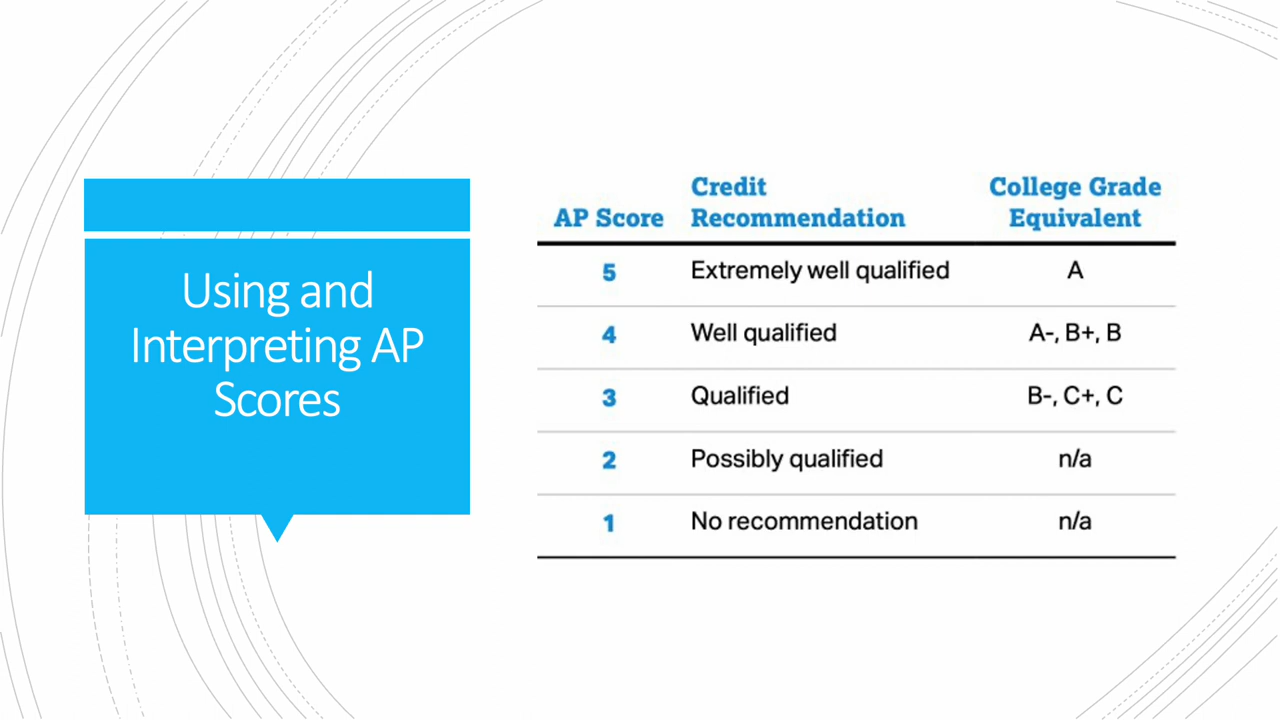 Using and
Interpreting AP
Scores
AP Score Credit Recommendation College Grade Equivalent
5 Extremely well qualified A
4 Well qualified A-, B+, B
3 Qualified B-, C+, C
2 Possibly qualified n/a
1 No recommendation n/a